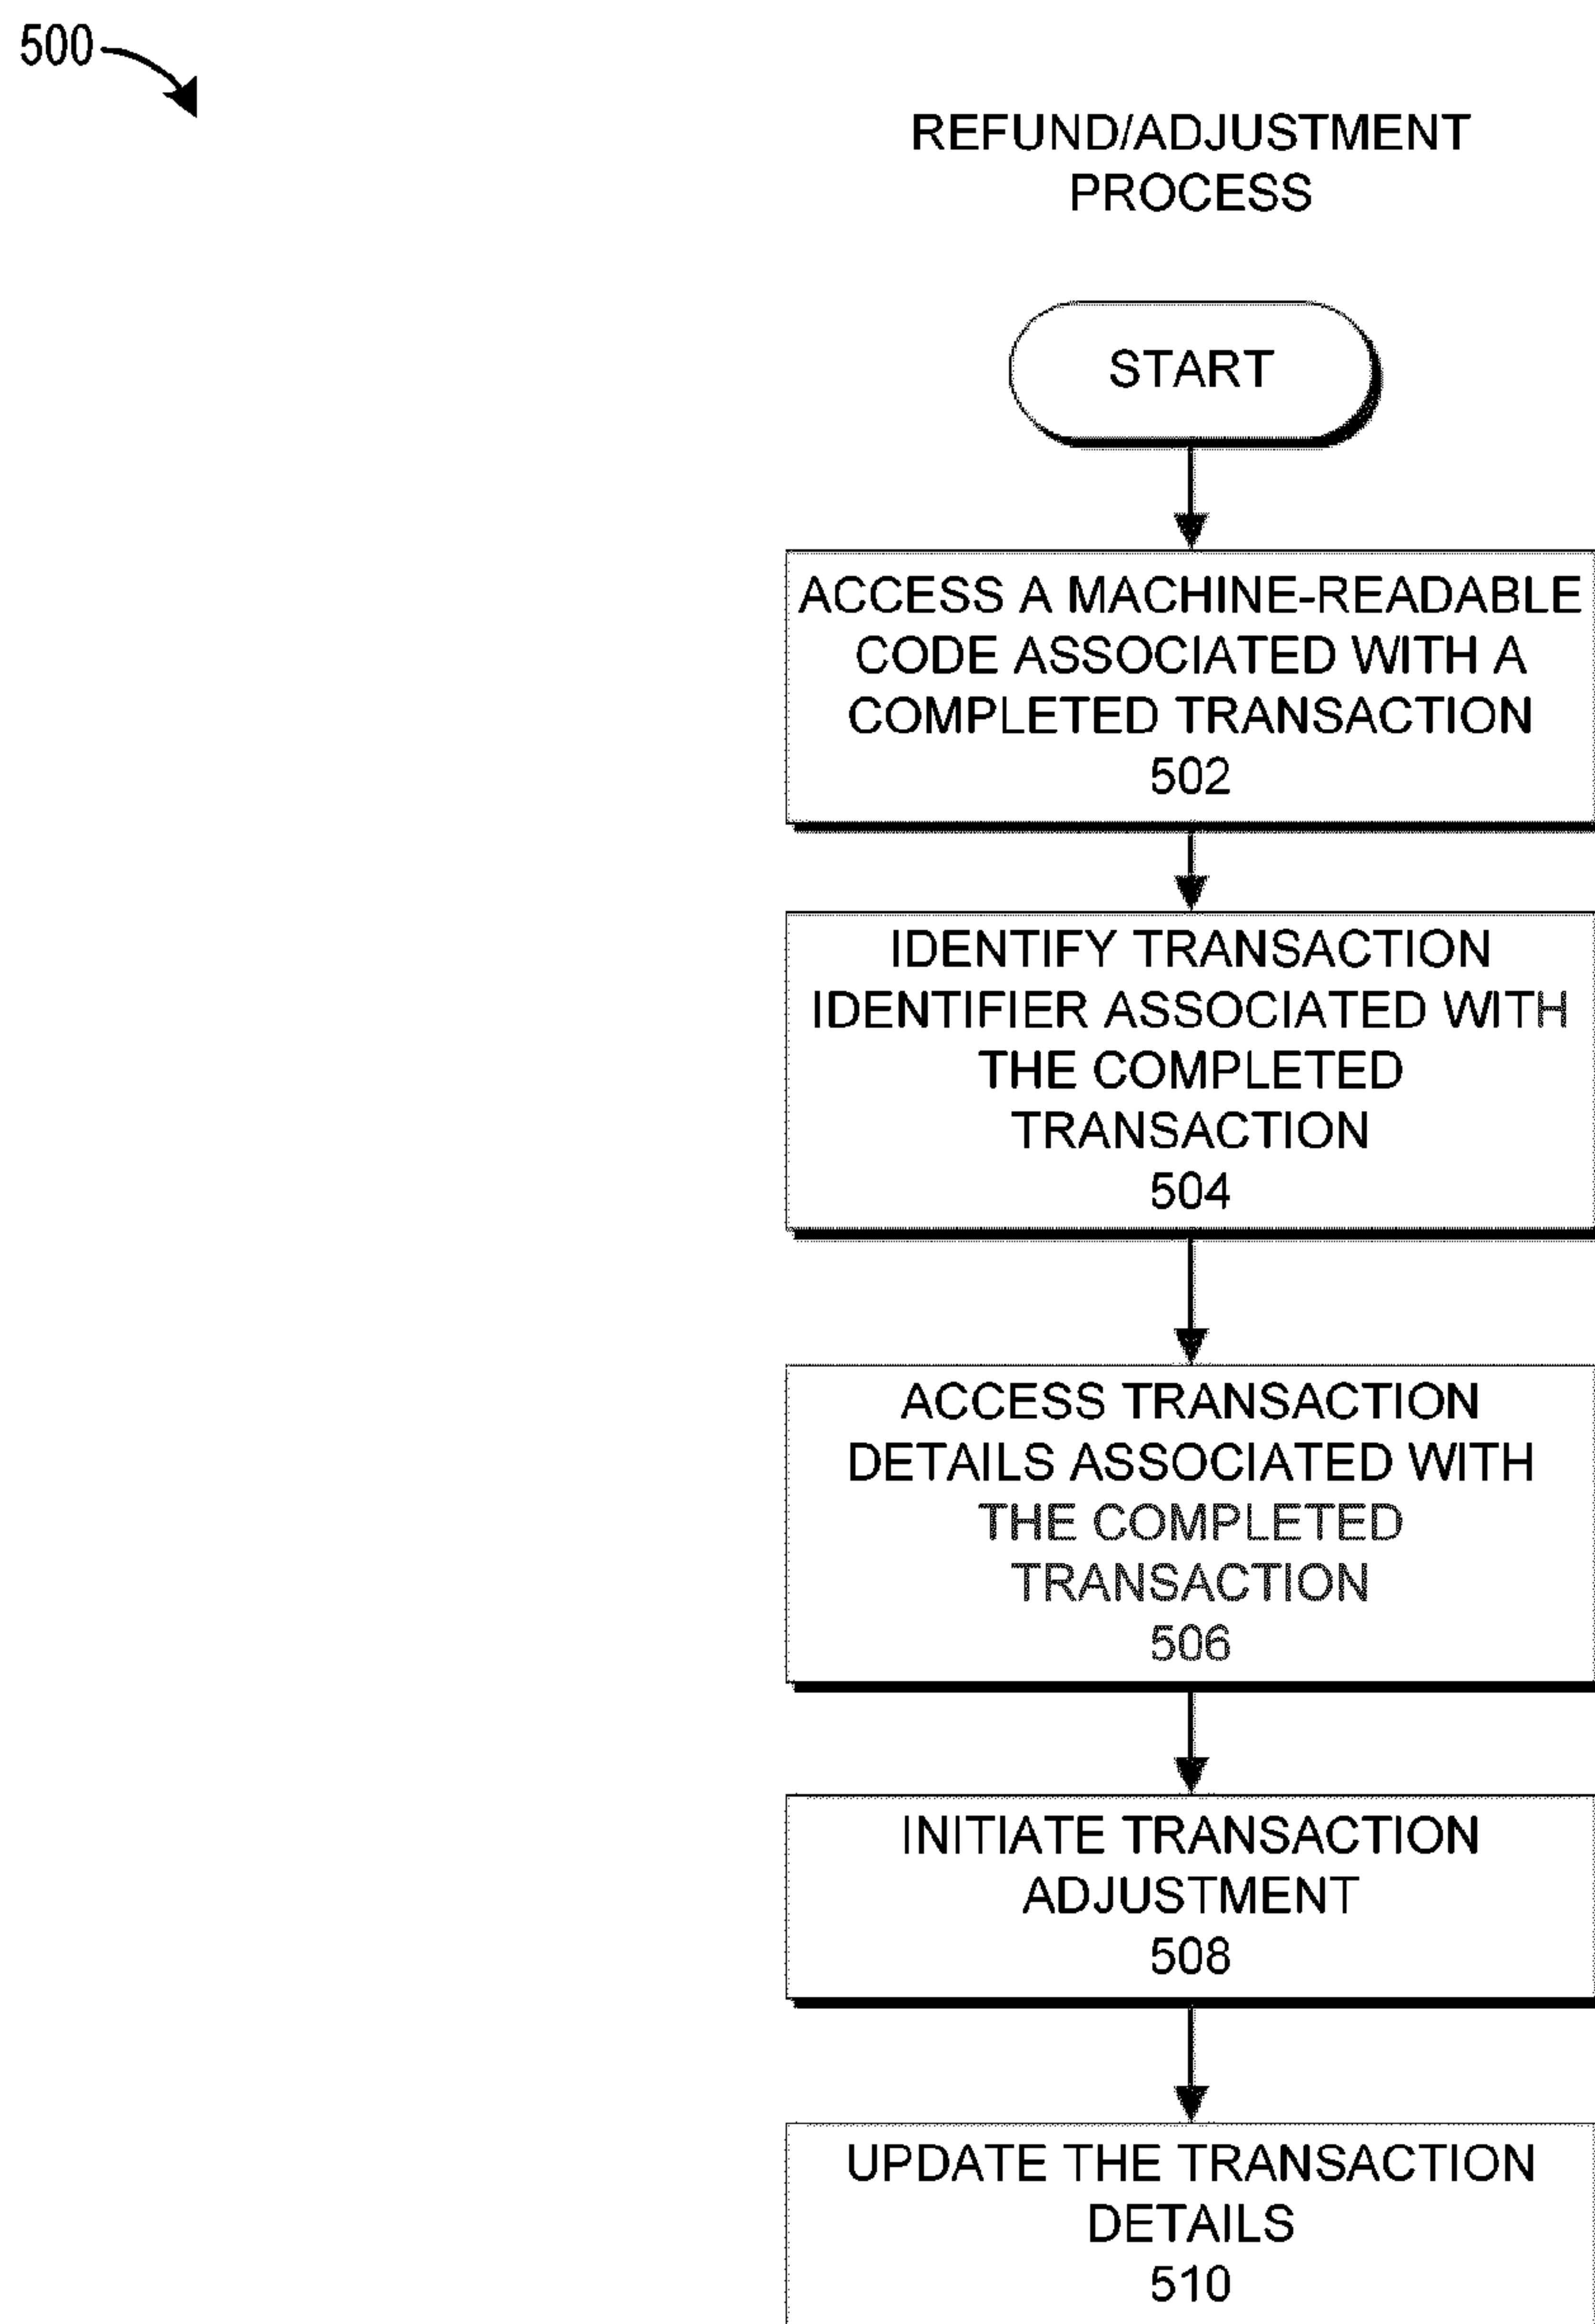 500
REFUND/ADJUSTMENT
PROCESS
START
ACCESS A MACHINE-READABLE
CODE ASSOCIATED WITH A
COMPLETED TRANSACTION
502
IDENTIFY TRANSACTION
IDENTIFIER ASSOCIATED WITH
THE COMPLETED
TRANSACTION
504
ACCESS TRANSACTION
DETAILS ASSOCIATED WITH
THE COMPLETED
TRANSACTION
506
INITIATE TRANSACTION
ADJUSTMENT
508
UPDATE THE TRANSACTION
DETAILS
510